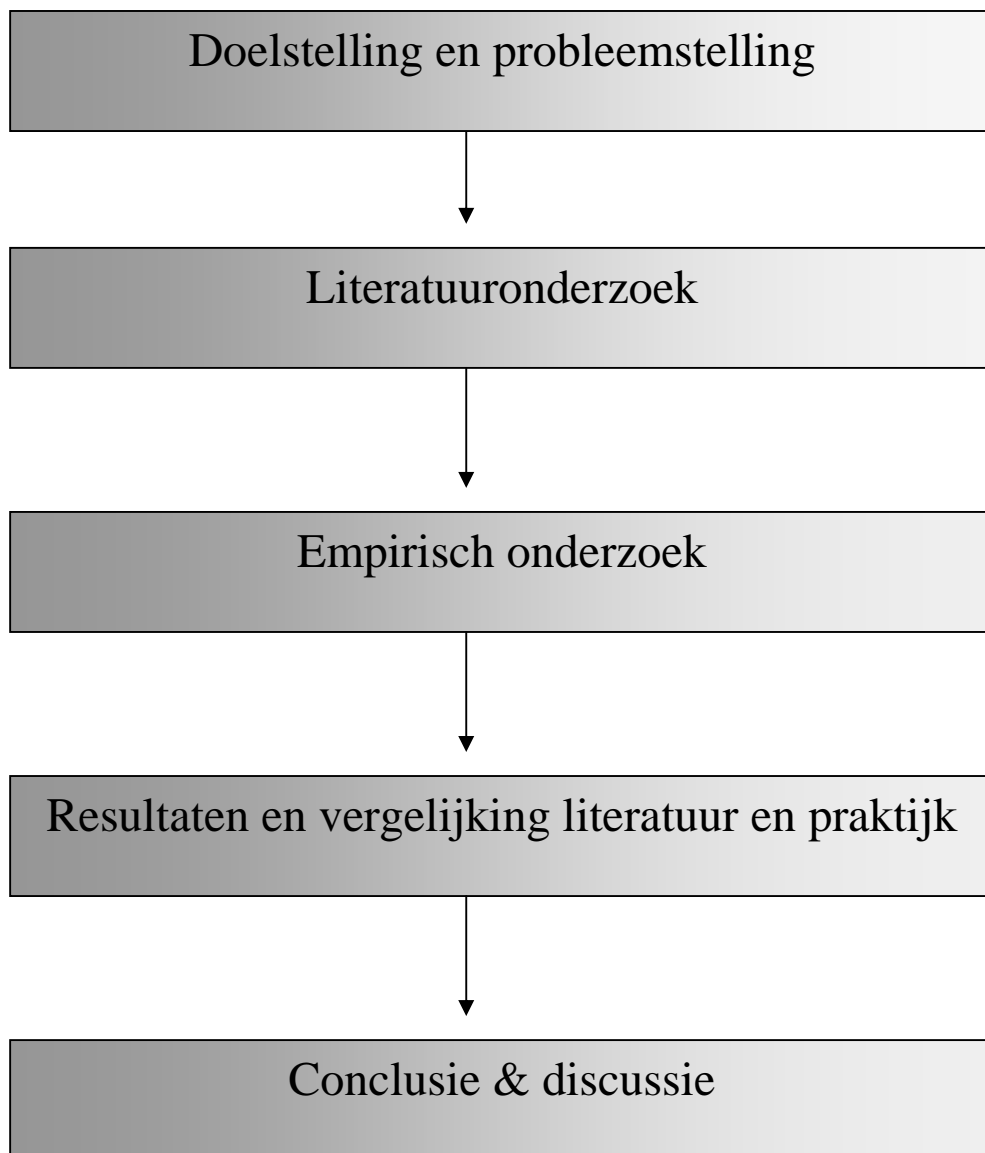 Doelstelling en probleemstelling
Literatuuronderzoek
Empirisch onderzoek
Resultaten en vergelijking literatuur en praktijk
Conclusie & discussie